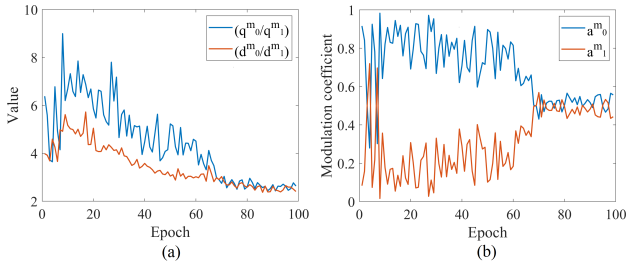 10
8
6
4
2
Value
(q^m_0/q^m_1)
(d^m_0/d^m_1)
0 20 40 60 80 100
Epoch
(a)
1
0.8
0.6
0.4
0.2
0
Modulation coefficient
a^m_0
a^m_1
0 20 40 60 80 100
Epoch
(b)